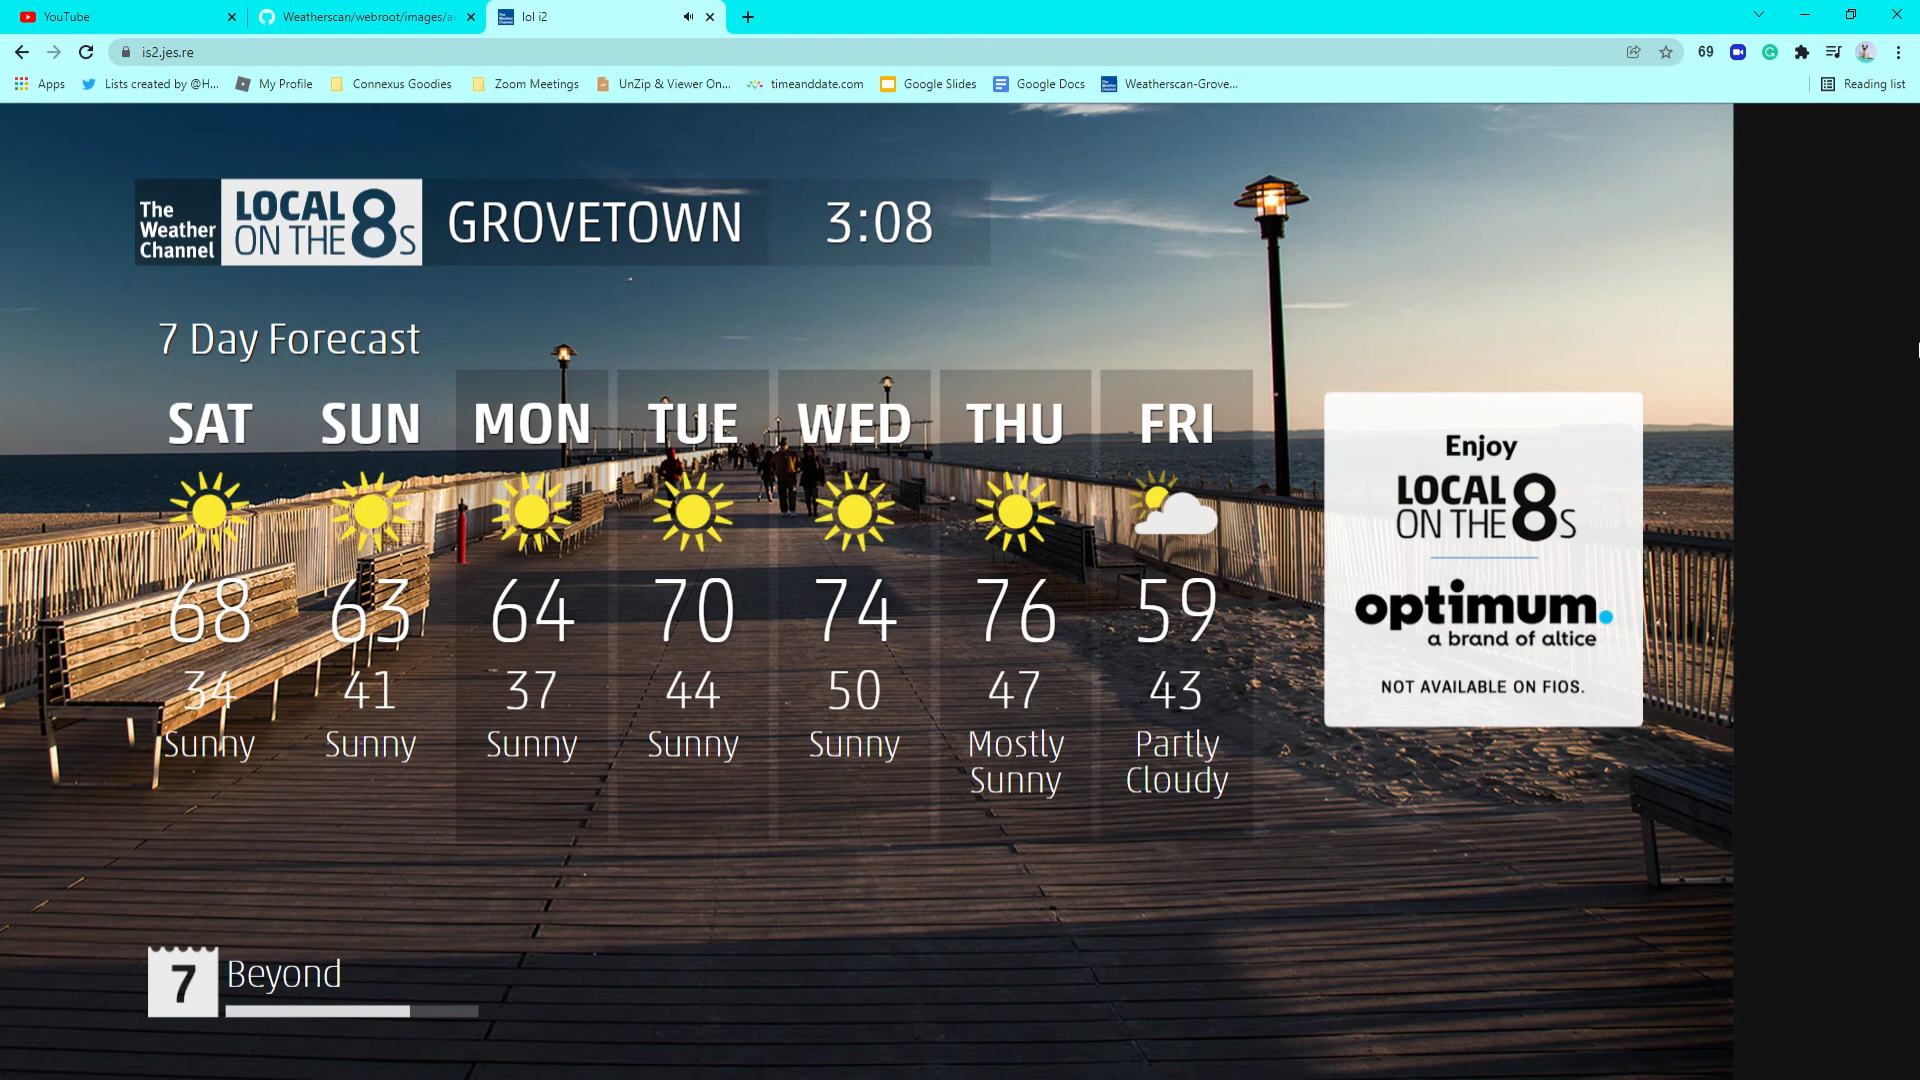 YouTube
Weatherscan/webroot/images/ar
lol i2
is2.jes.re
69
Apps
Lists created by @H...
My Profile
Connexus Goodies
Zoom Meetings
UnZip & Viewer On...
timeanddate.com
Google Slides
Google Docs
Weatherscan-Grove...
Reading list
The
Weather
Channel
LOCAL
ON THE 8s
GROVETOWN
3:08
7 Day Forecast
SAT SUN MON TUE WED THU FRI
68 63 64 70 74 76 59
34 41 37 44 50 47 43
Sunny Sunny Sunny Sunny Sunny Mostly Sunny Partly Cloudy
Enjoy
LOCAL
ON THE 8s
optimum.
a brand of altice
NOT AVAILABLE ON FIOS.
7
Beyond